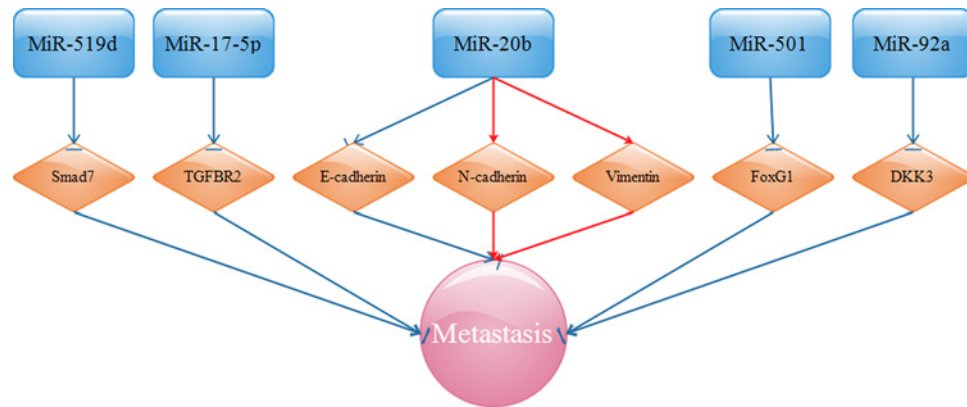 MiR-519d
MiR-17-5p
MiR-20b
MiR-501
MiR-92a
Smad7
TGFBR2
E-cadherin
N-cadherin
Vimentin
FoxG1
DKK3
Metastasis